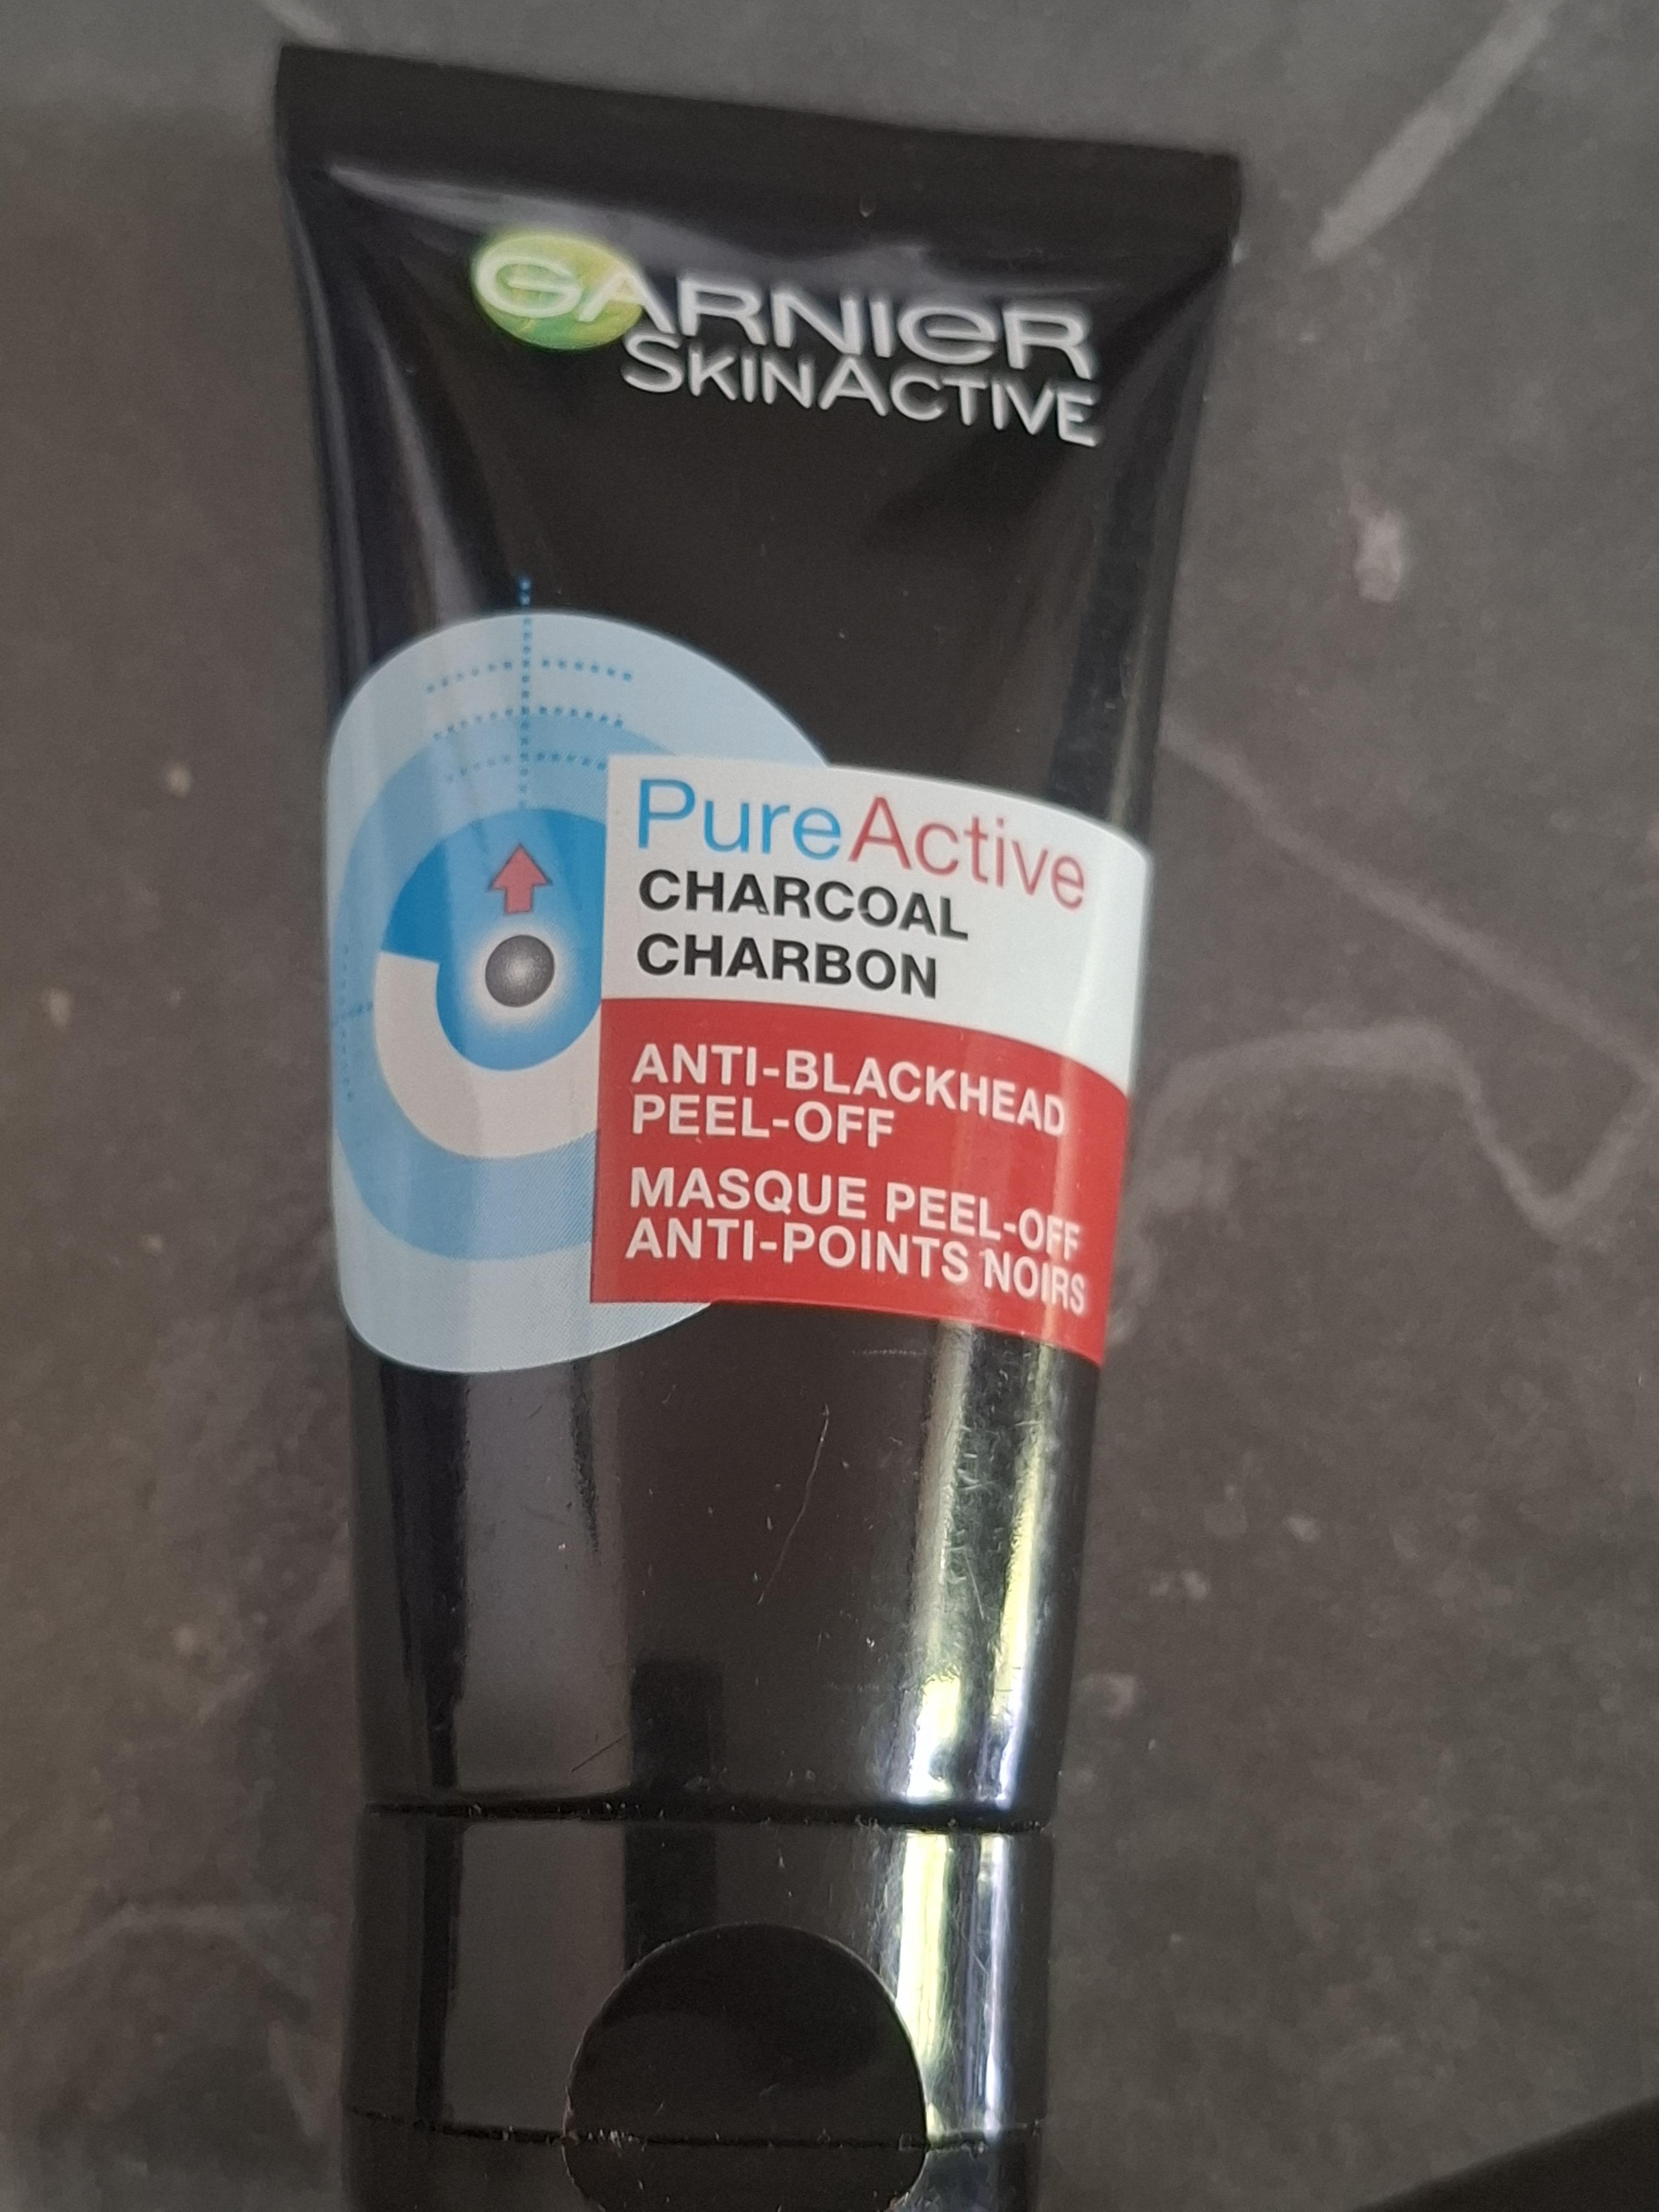 GARNIER
SKINACTIVE
PureActive
CHARCOAL
CHARBON
ANTI-BLACKHEAD
PEEL-OFF
MASQUE PEEL-OFF
ANTI-POINTS NOIRS